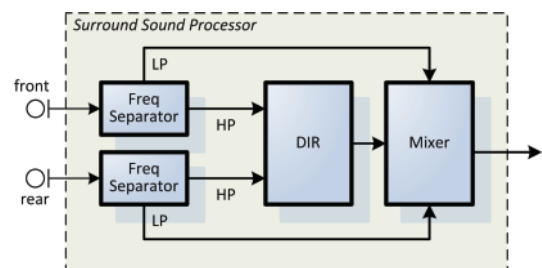 Surround Sound Processor
LP
front
Freq
Separator
HP
DIR
Mixer
Freq
Separator
HP
rear
LP